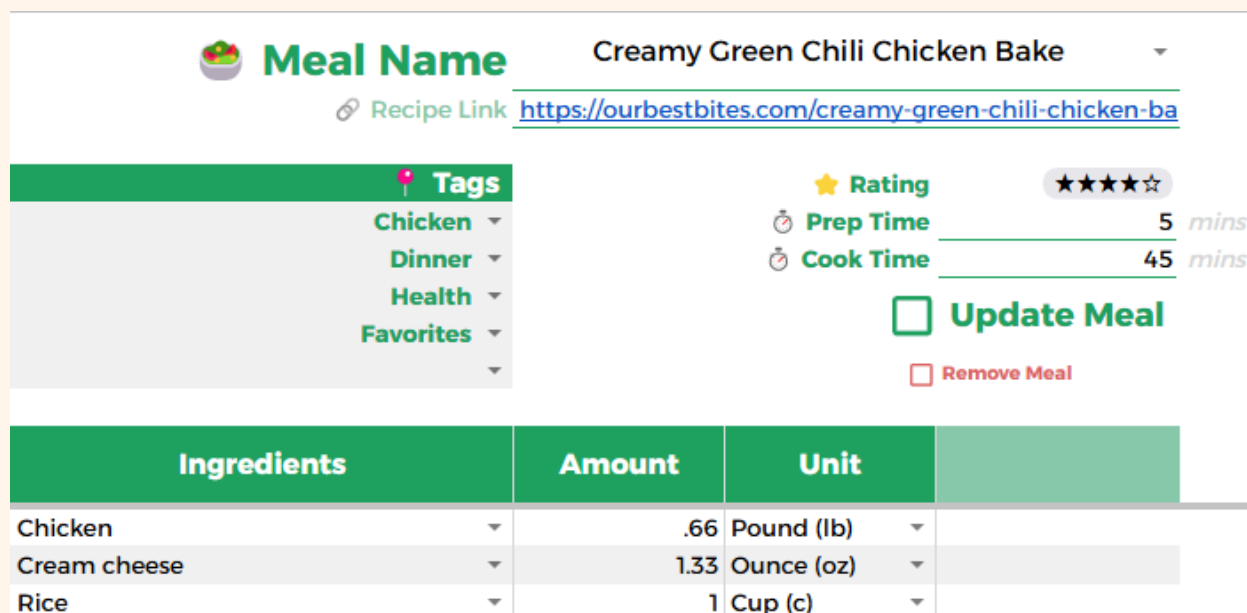 Meal Name Creamy Green Chili Chicken Bake
Recipe Link https://ourbestbites.com/creamy-green-chili-chicken-ba
Tags Rating ★★★★☆
Chicken Prep Time 5 mins
Dinner Cook Time 45 mins
Health
Update Meal
Favorites
Remove Meal
Ingredients Amount Unit
Chicken .66 Pound (lb)
Cream cheese 1.33 Ounce (oz)
Rice 1 Cup (c)